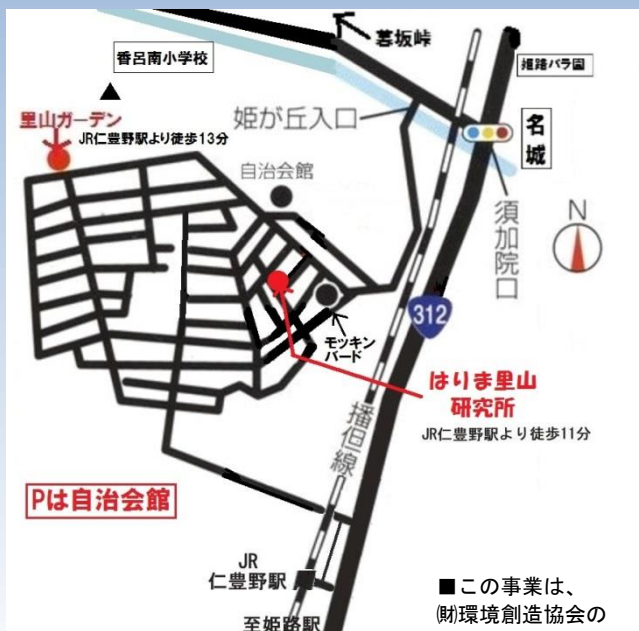 暮坂峠
香呂南小学校
姫路バラ園
里山ガーデン
JR仁豊野駅より徒歩13分
姫が丘入口
名城
自治会館
須加院口
N
312
モッキン
バード
はりま里山
研究所
JR仁豊野駅より徒歩11分
播但線
Pは自治会館
JR
仁豊野駅
至姫路駅
■この事業は、
㈶環境創造協会の